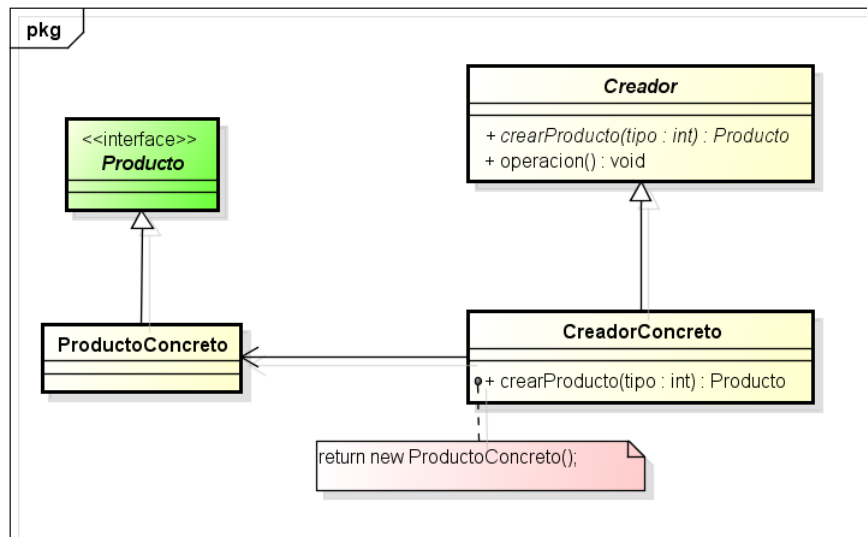 pkg
Creador
+ crearProducto(tipo : int) : Producto
+ operacion() : void
<<interface>>
Producto
ProductoConcreto
CreadorConcreto
+ crearProducto(tipo : int) : Producto
return new ProductoConcreto();